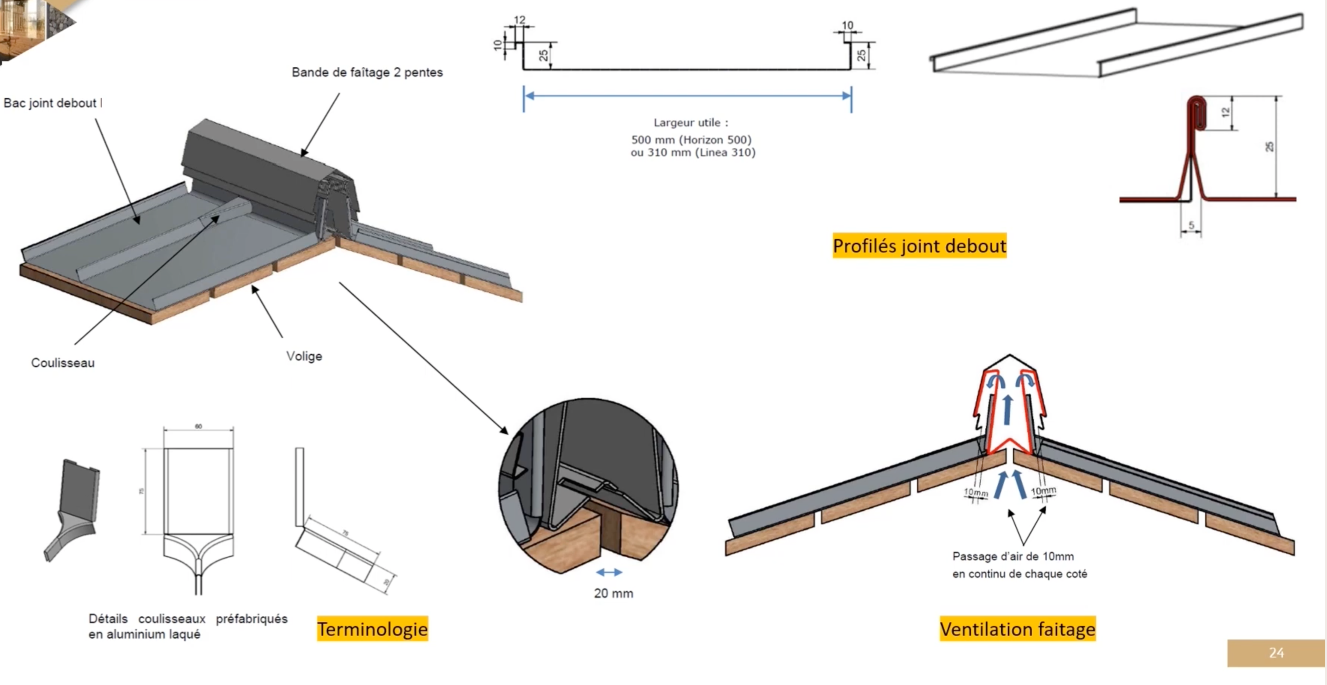 Bande de faîtage 2 pentes
Bac joint debout
Coulisseau
Volige
12
10
25
10
25
Largeur utile :
500 mm (Horizon 500)
ou 310 mm (Linea 310)
12
25
5
Profilés joint debout
60
75
75
20
Détails coulisseaux préfabriqués
en aluminium laqué
Terminologie
20 mm
10mm
10mm
Passage d'air de 10mm
en continu de chaque coté
Ventilation faitage
24